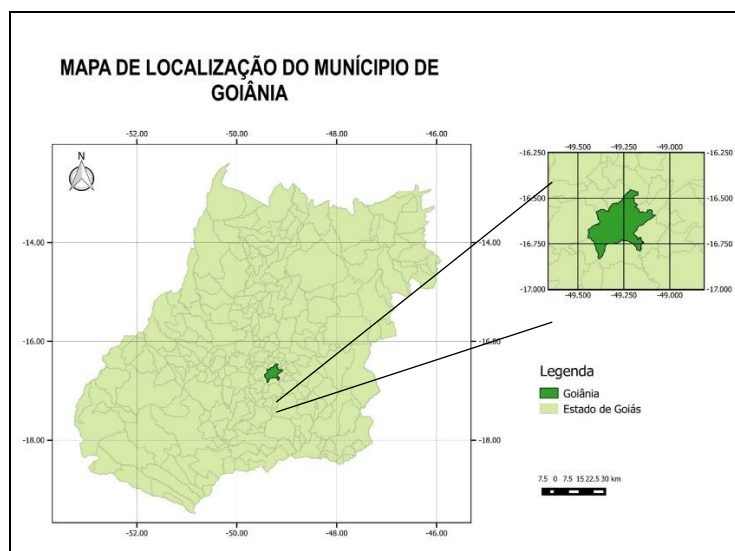 MAPA DE LOCALIZAÇÃO DO MUNÍCIPIO DE
GOIÂNIA
N
-52.00 -50.00 -48.00 -46.00
-14.00 -14.00
-16.00 -16.00
-18.00 -18.00
-52.00 -50.00 -48.00 -46.00
-49.500 -49.250 -49.000
-16.250 -16.250
-16.500 -16.500
-16.750 -16.750
-17.000 -17.000
-49.500 -49.250 -49.000
Legenda
Goiânia
Estado de Goiás
7.5 0 7.5 15 22.5 30 km